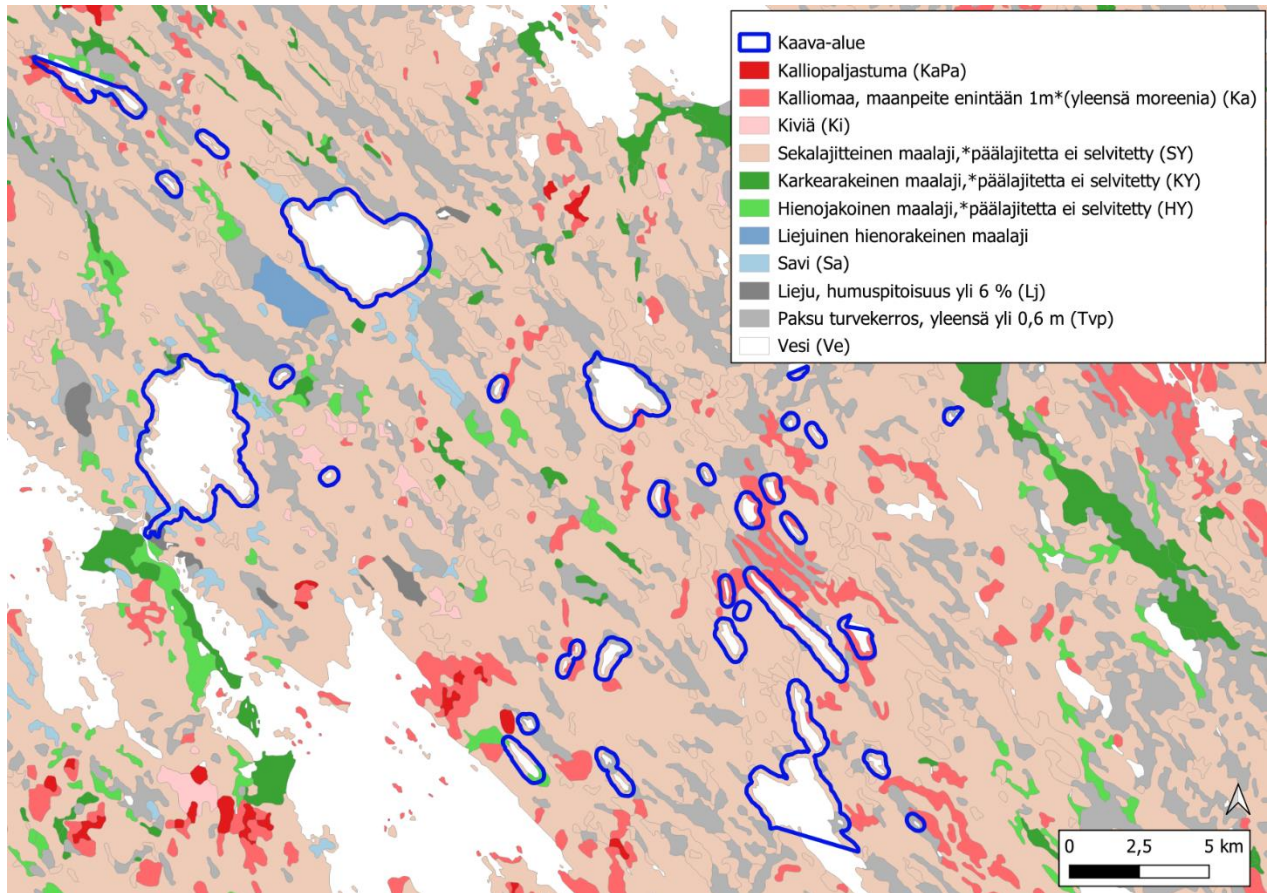 Kaava-alue
Kalliopaljastuma (KaPa)
Kalliomaa, maanpeite enintään 1m*(yleensä moreenia) (Ka)
Kiviä (Ki)
Sekalajitteinen maalaji,*päälajitetta ei selvitetty (SY)
Karkearakeinen maalaji,*päälajitetta ei selvitetty (KY)
Hienojakoinen maalaji,*päälajitetta ei selvitetty (HY)
Liejuinen hienorakeinen maalaji
Savi (Sa)
Lieju, humuspitoisuus yli 6 % (Lj)
Paksu turvekerros, yleensä yli 0,6 m (Tvp)
Vesi (Ve)
0 2,5 5 km